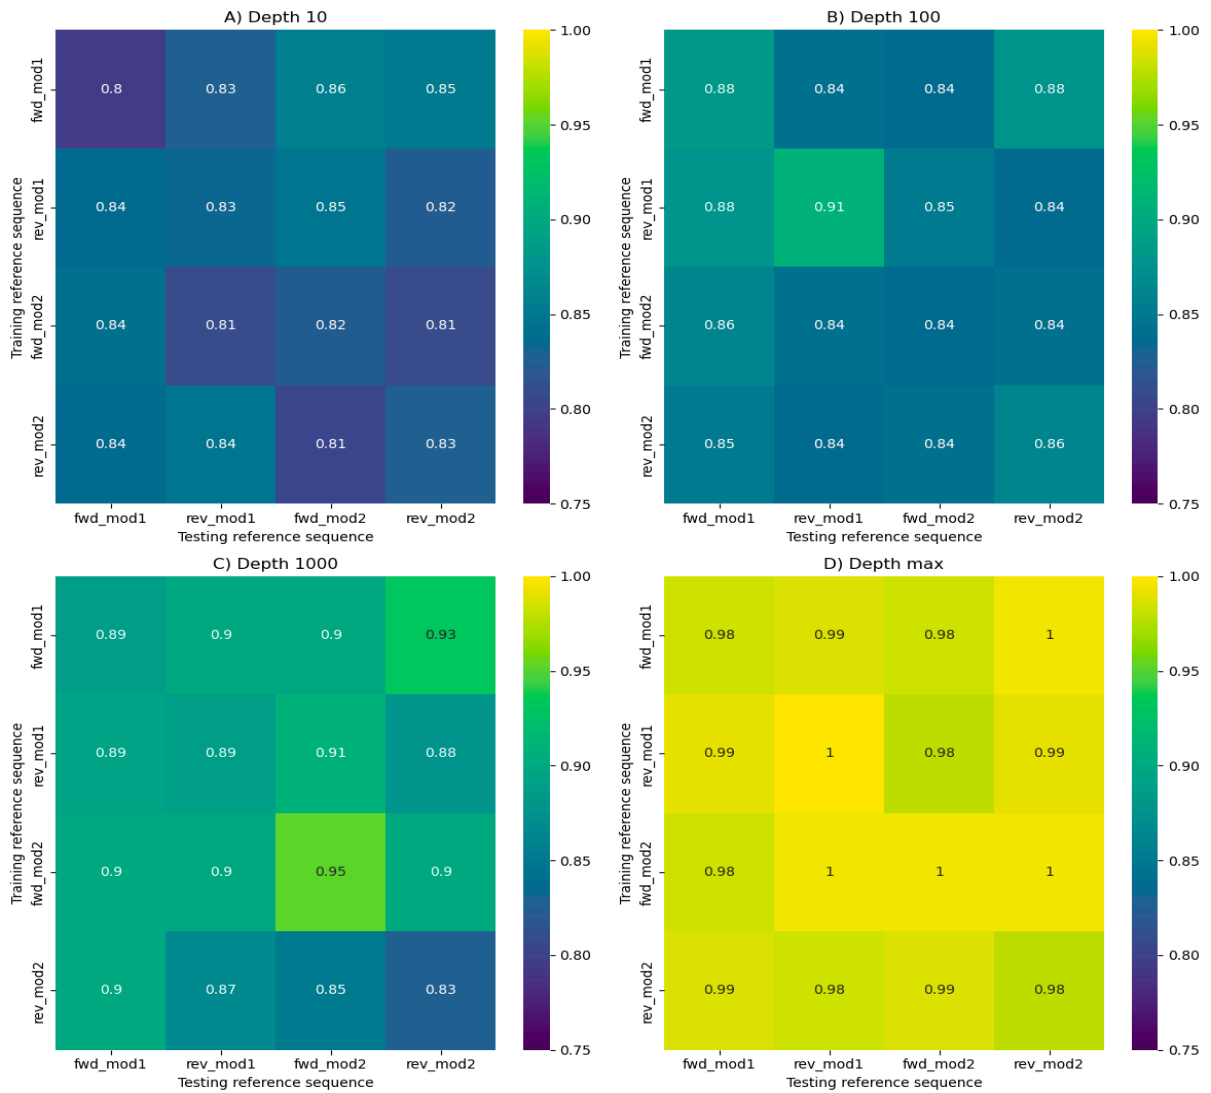 A) Depth 10
Training reference sequence
fwd_mod1
0.8 0.83 0.86 0.85
rev_mod1
0.84 0.83 0.85 0.82
fwd_mod2
0.84 0.81 0.82 0.81
rev_mod2
0.84 0.84 0.81 0.83
fwd_mod1 rev_mod1 fwd_mod2 rev_mod2
Testing reference sequence
1.00
0.95
0.90
0.85
0.80
0.75
B) Depth 100
Training reference sequence
fwd_mod1
0.88 0.84 0.84 0.88
rev_mod1
0.88 0.91 0.85 0.84
fwd_mod2
0.86 0.84 0.84 0.84
rev_mod2
0.85 0.84 0.84 0.86
fwd_mod1 rev_mod1 fwd_mod2 rev_mod2
Testing reference sequence
1.00
0.95
0.90
0.85
0.80
0.75
C) Depth 1000
Training reference sequence
fwd_mod1
0.89 0.9 0.9 0.93
rev_mod1
0.89 0.89 0.91 0.88
fwd_mod2
0.9 0.9 0.95 0.9
rev_mod2
0.9 0.87 0.85 0.83
fwd_mod1 rev_mod1 fwd_mod2 rev_mod2
Testing reference sequence
1.00
0.95
0.90
0.85
0.80
0.75
D) Depth max
Training reference sequence
fwd_mod1
0.98 0.99 0.98 1
rev_mod1
0.99 1 0.98 0.99
fwd_mod2
0.98 1 1 1
rev_mod2
0.99 0.98 0.99 0.98
fwd_mod1 rev_mod1 fwd_mod2 rev_mod2
Testing reference sequence
1.00
0.95
0.90
0.85
0.80
0.75